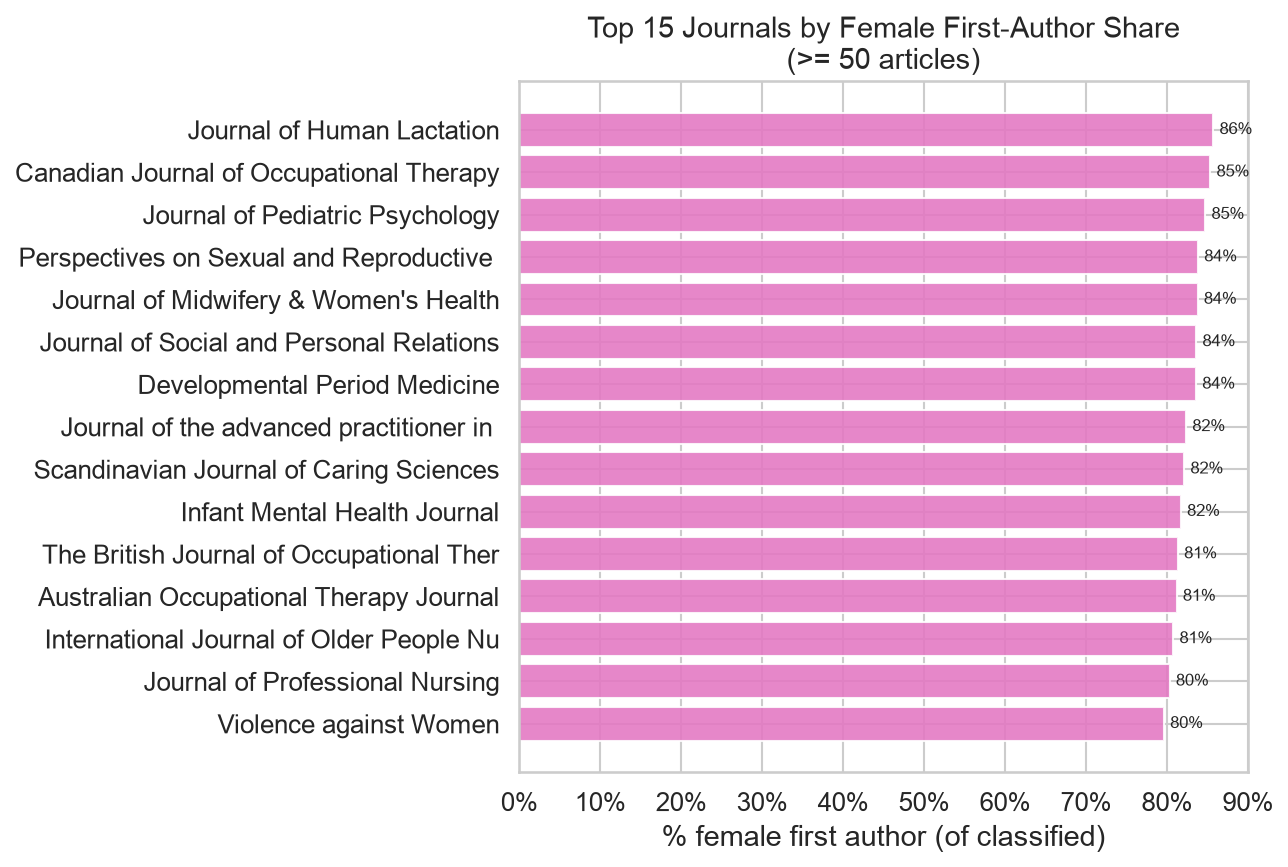 Top 15 Journals by Female First-Author Share
(>= 50 articles)
Journal of Human Lactation 86%
Canadian Journal of Occupational Therapy 85%
Journal of Pediatric Psychology 85%
Perspectives on Sexual and Reproductive 84%
Journal of Midwifery & Women's Health 84%
Journal of Social and Personal Relations 84%
Developmental Period Medicine 84%
Journal of the advanced practitioner in 82%
Scandinavian Journal of Caring Sciences 82%
Infant Mental Health Journal 82%
The British Journal of Occupational Ther 81%
Australian Occupational Therapy Journal 81%
International Journal of Older People Nu 81%
Journal of Professional Nursing 80%
Violence against Women 80%
0% 10% 20% 30% 40% 50% 60% 70% 80% 90%
% female first author (of classified)